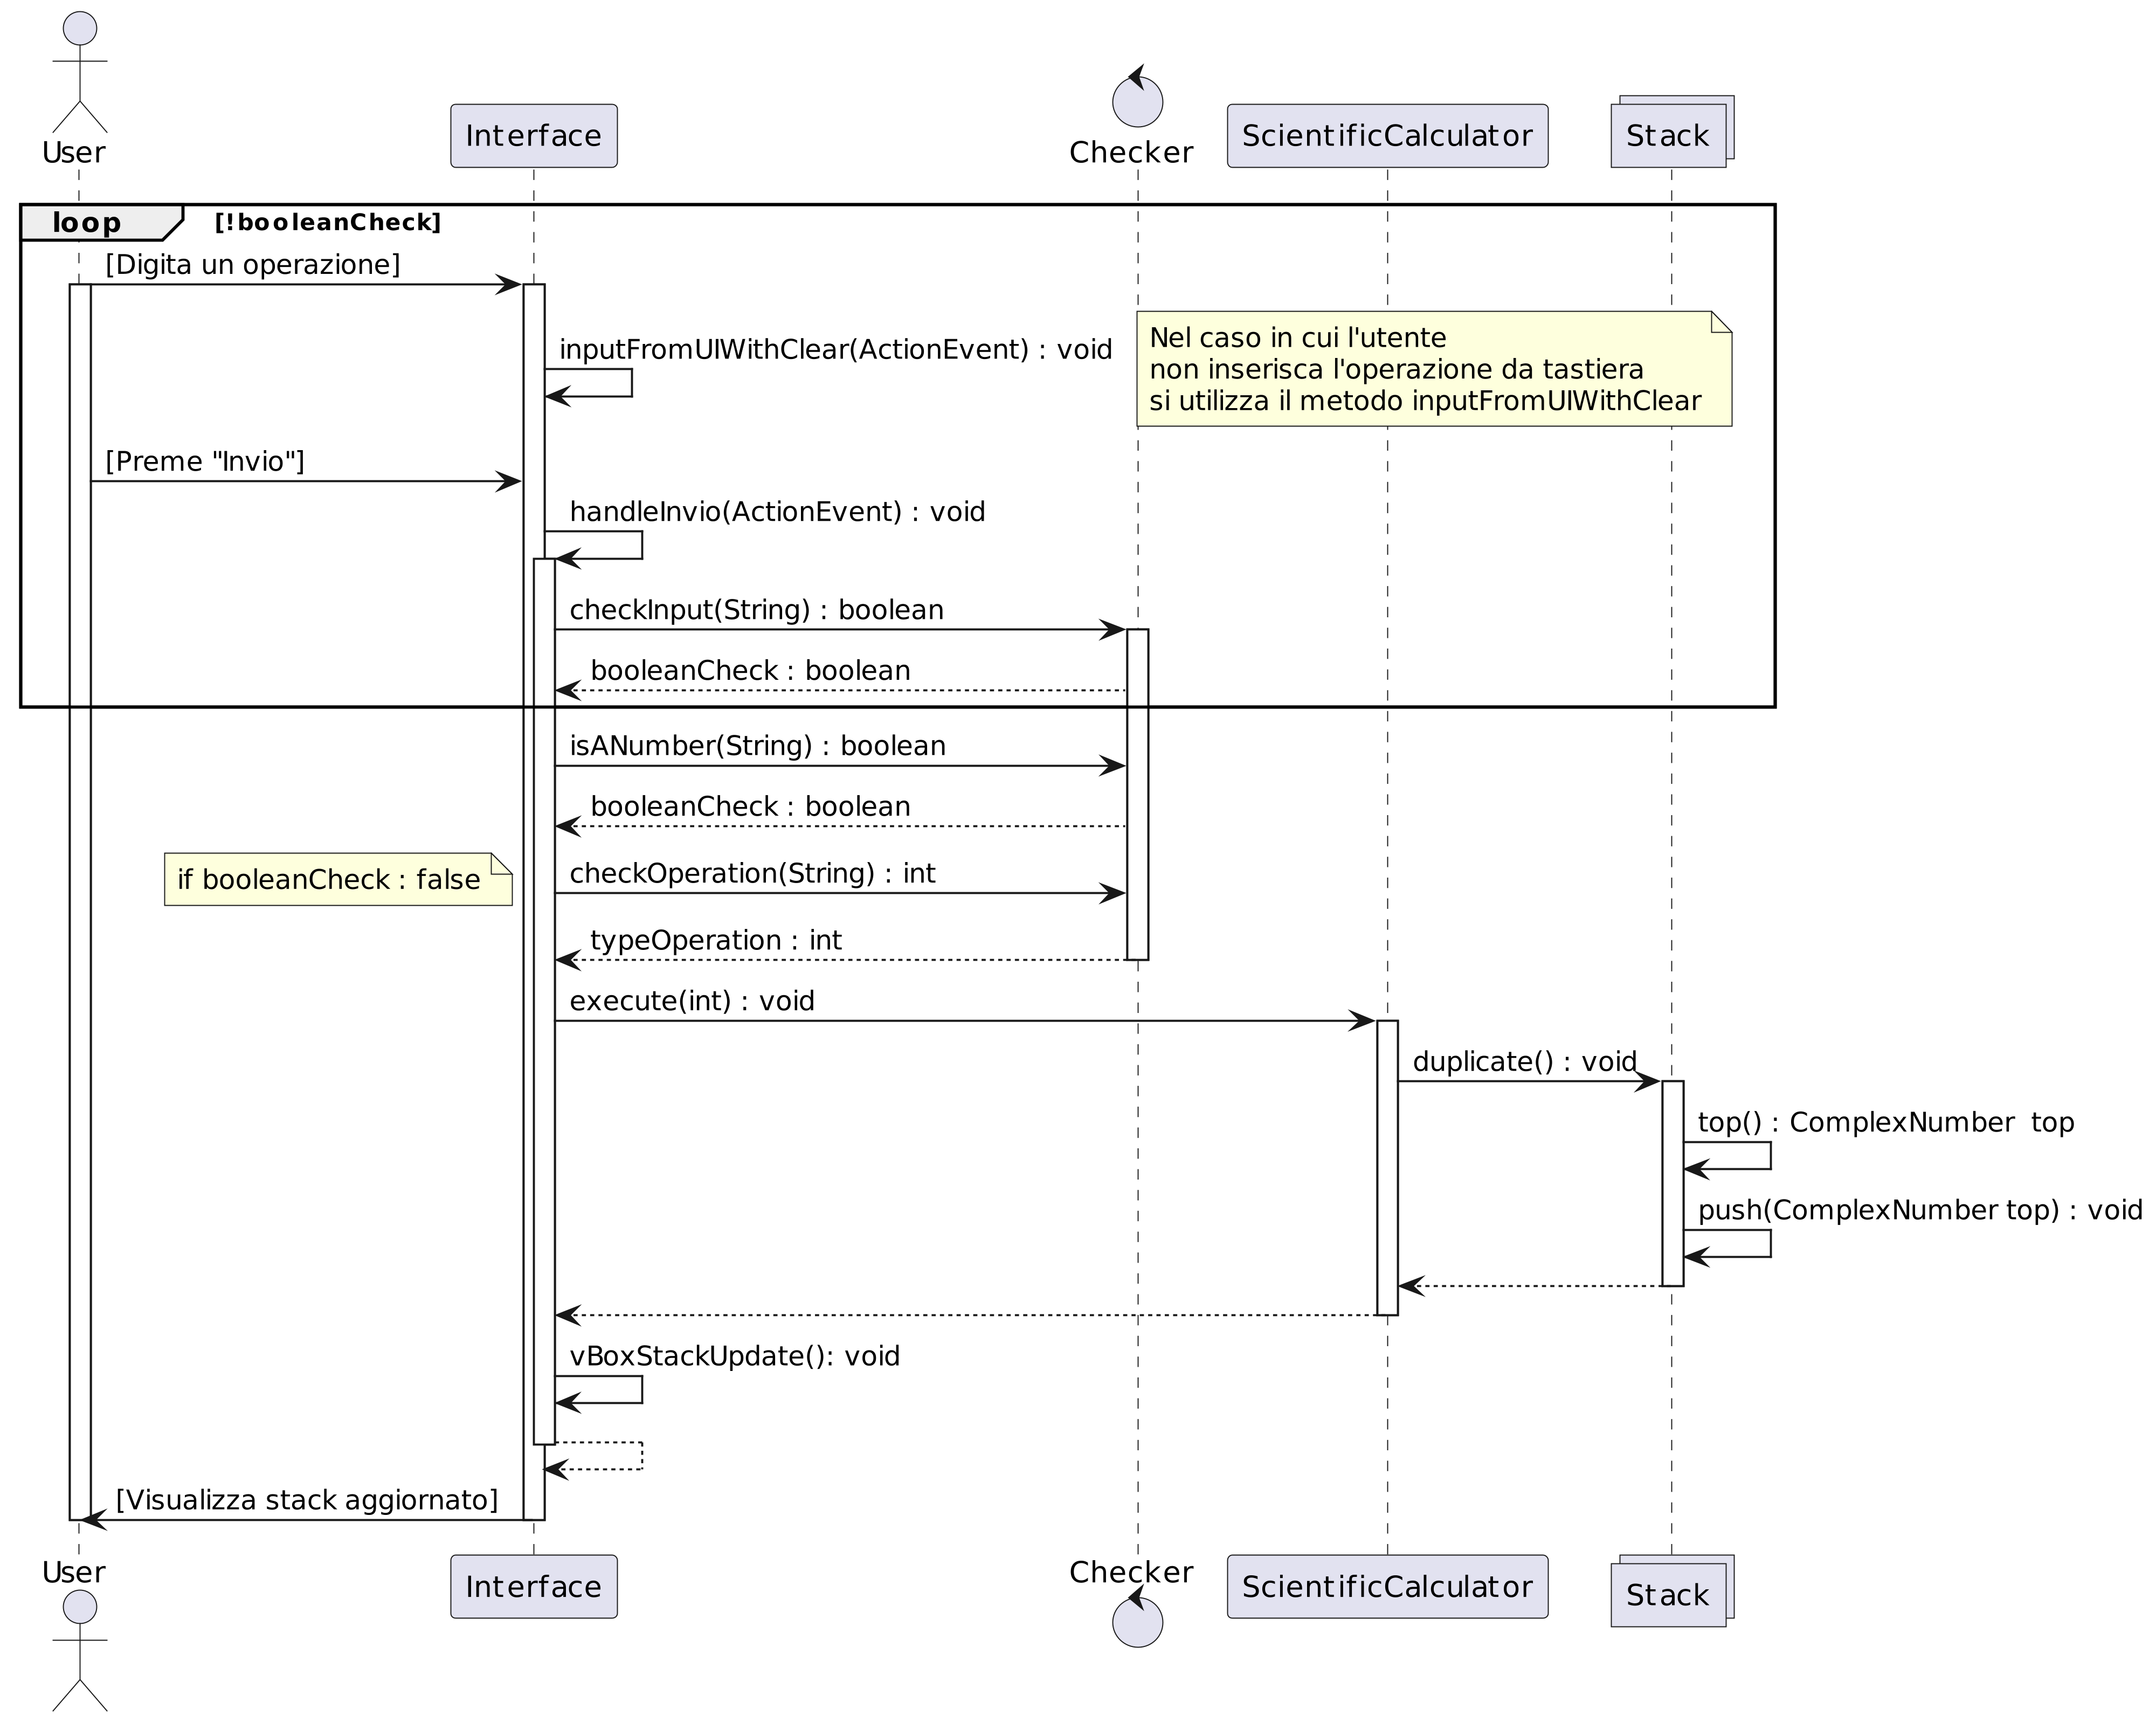 User
Interface
Checker
ScientificCalculator
Stack
loop
[!booleanCheck]
[Digita un operazione]
inputFromUIWithClear(ActionEvent) : void
Nel caso in cui l'utente
non inserisca l'operazione da tastiera
si utilizza il metodo inputFromUIWithClear
[Preme "Invio"]
handleInvio(ActionEvent) : void
checkInput(String) : boolean
booleanCheck : boolean
isANumber(String) : boolean
booleanCheck : boolean
if booleanCheck : false
checkOperation(String) : int
typeOperation : int
execute(int) : void
duplicate() : void
top() : ComplexNumber  top
push(ComplexNumber top) : void
vBoxStackUpdate(): void
[Visualizza stack aggiornato]
User
Interface
Checker
ScientificCalculator
Stack